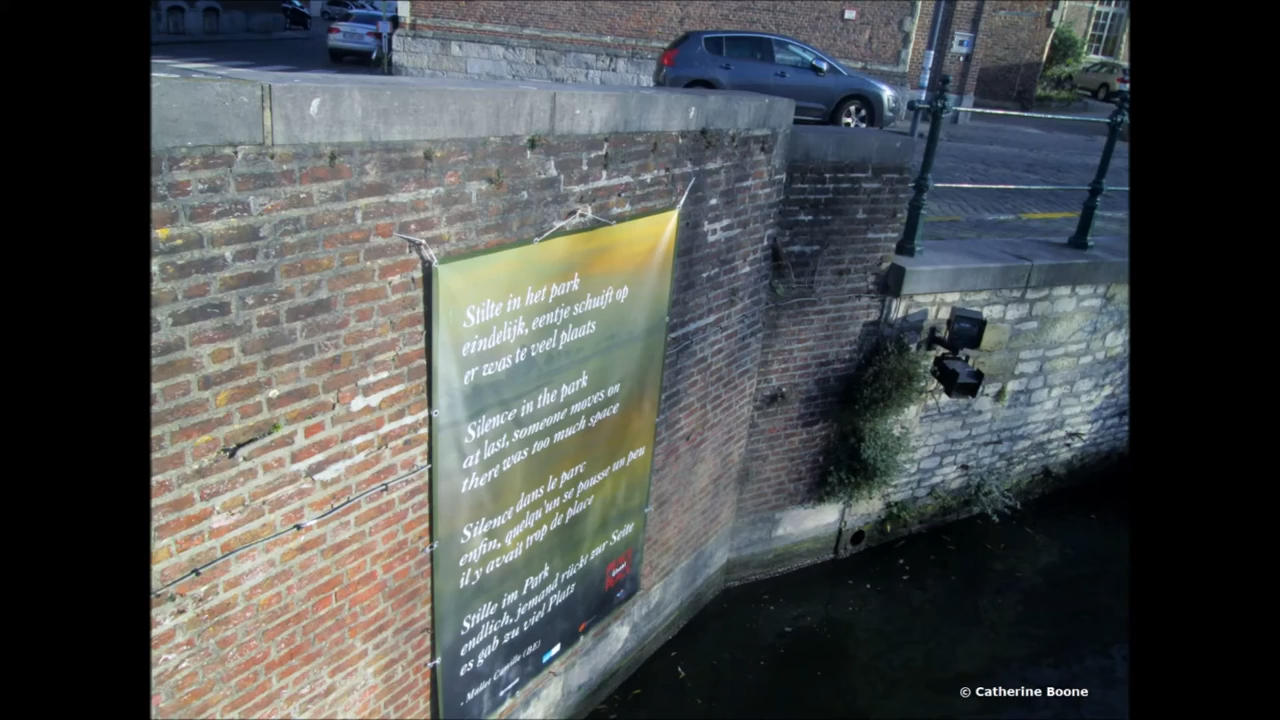 Stilte in het park
eindelijk, eentje schuift op
er was te veel plaats
Silence in the park
at last, someone moves on
there was too much space
Silence dans le parc
enfin, quelqu'un se pousse un peu
il y avait trop de place
Stille im Park
endlich, jemand rückt zur Seite
es gab zu viel Platz
(BE)
© Catherine Boone